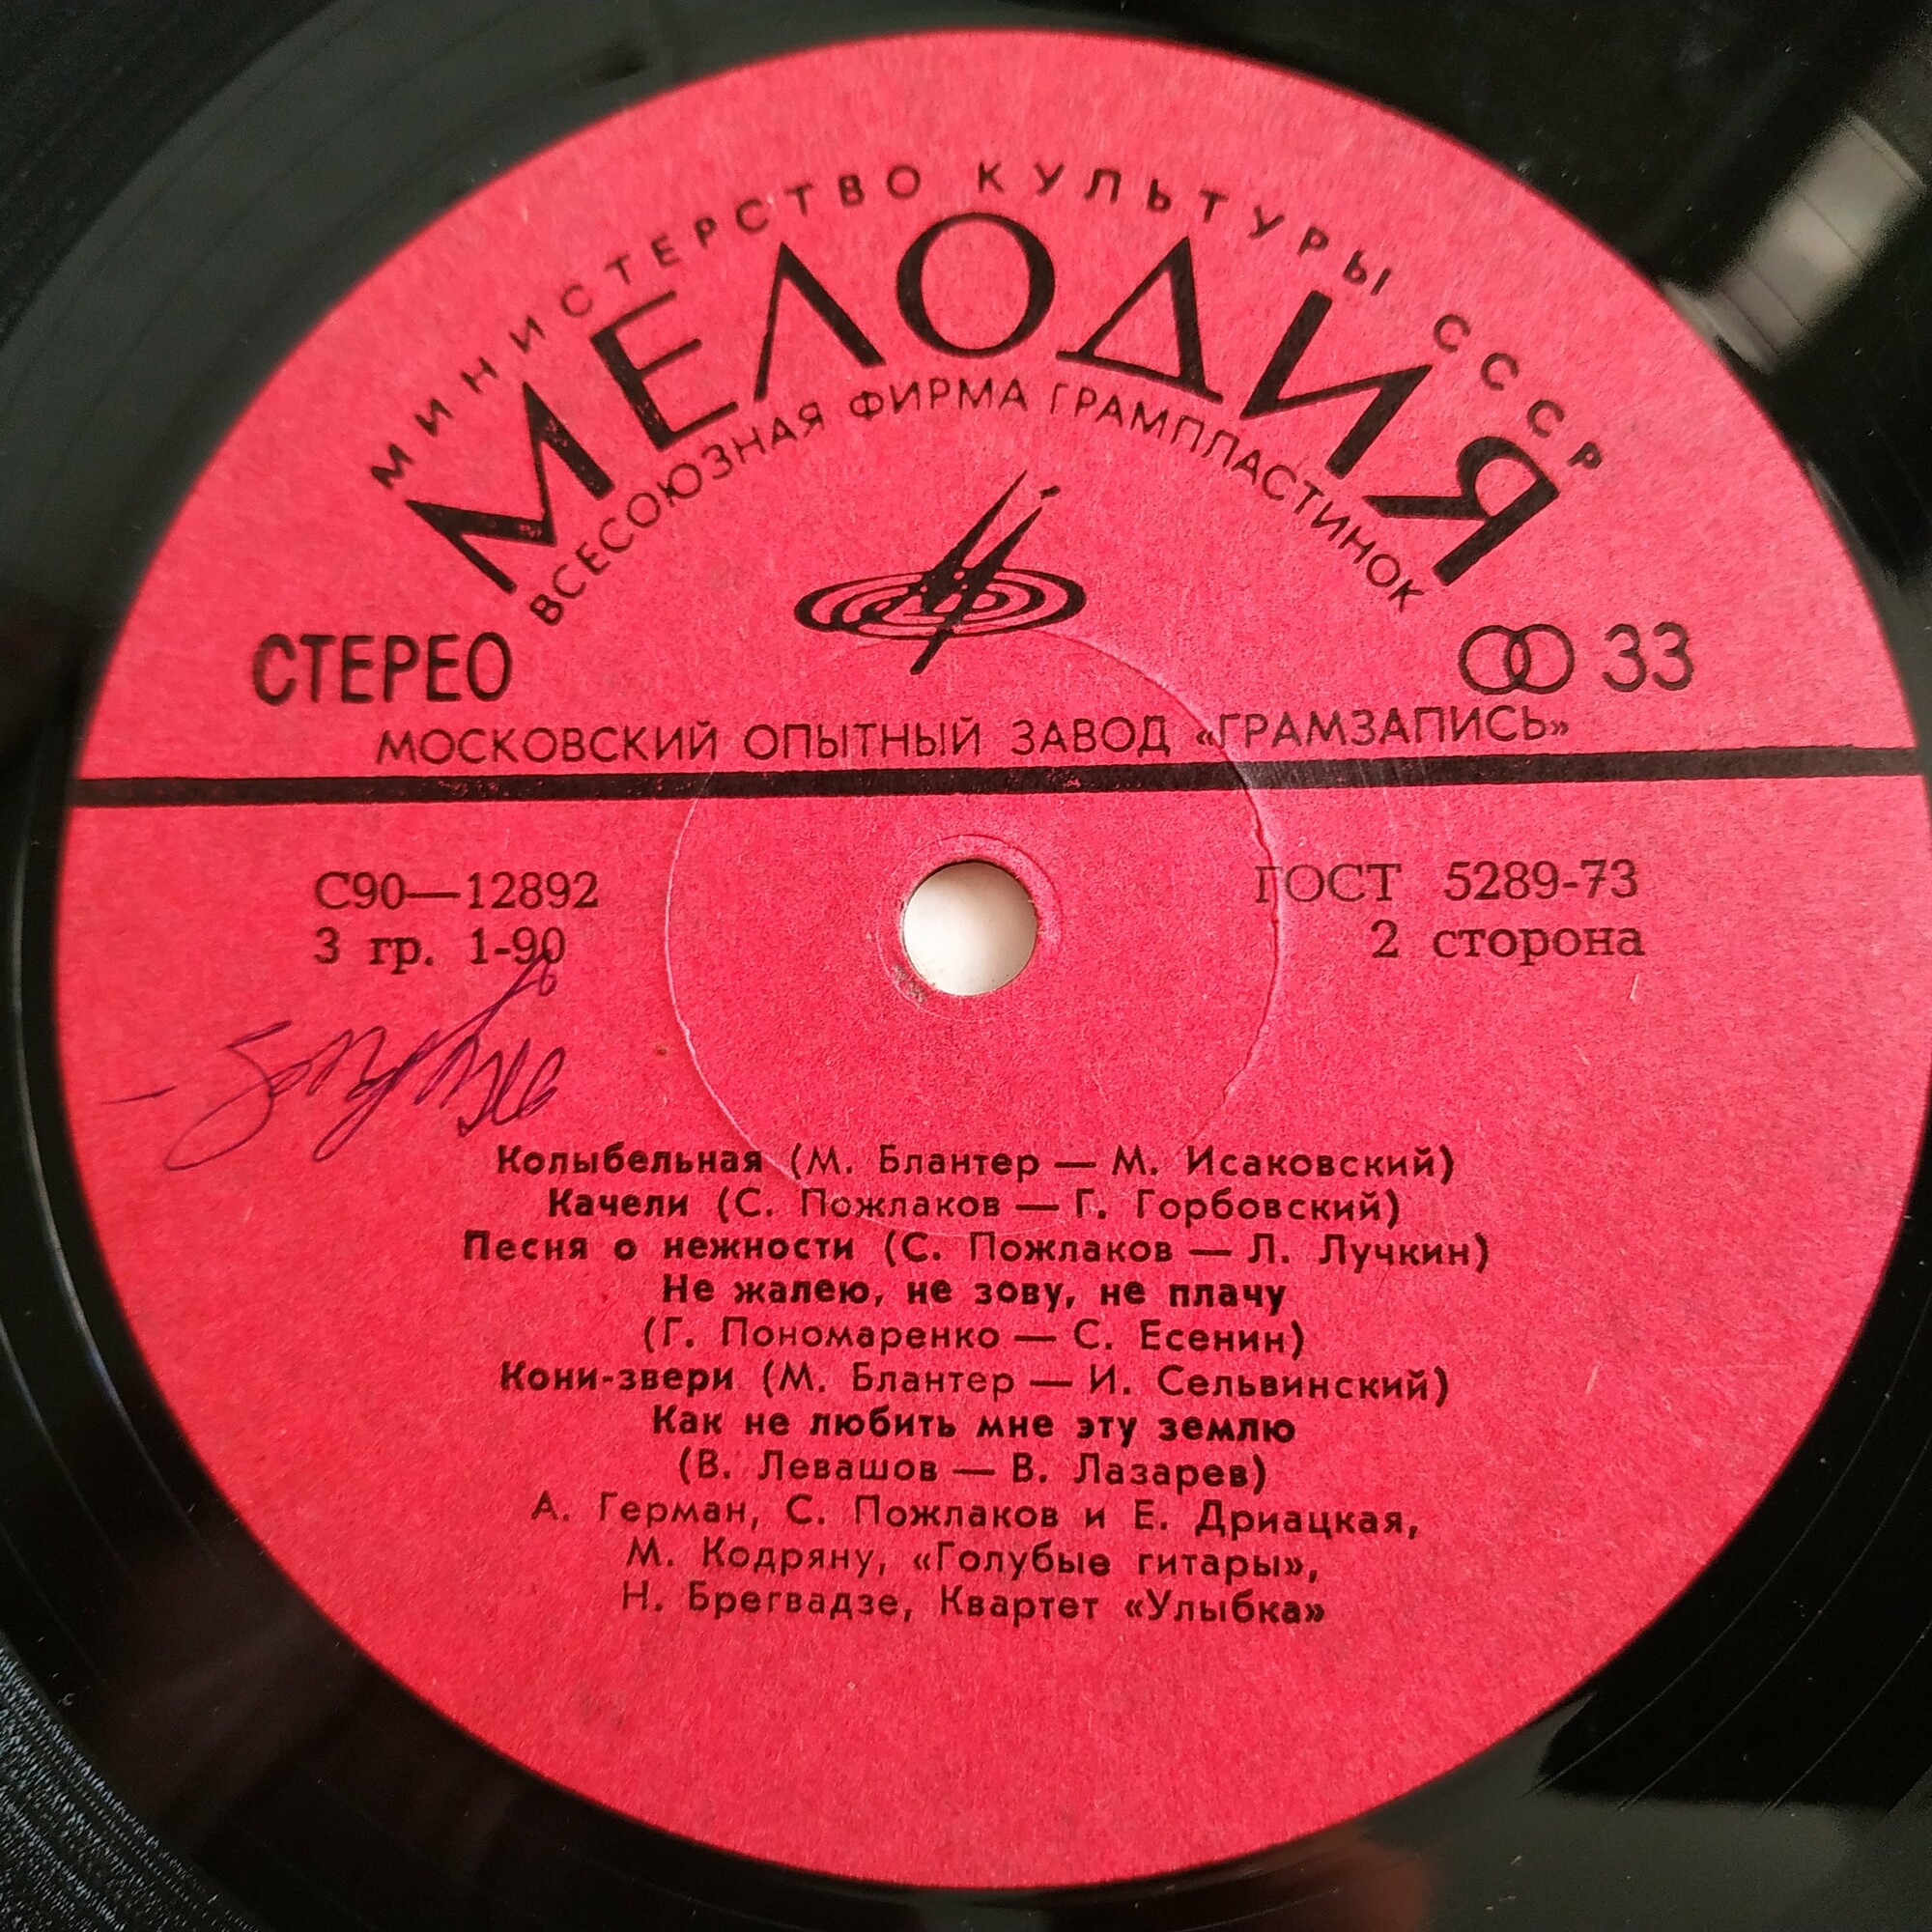 МИНИСТЕРСТВО КУЛЬТУРЫ СССР
МЕЛОДИЯ
ВСЕСОЮЗНАЯ ФИРМА ГРАМПЛАСТИНОК
СТЕРЕО
33
МОСКОВСКИЙ ОПЫТНЫЙ ЗАВОД «ГРАМЗАПИСЬ»
С90—12892
ГОСТ 5289-73
3 гр. 1-90
2 сторона
Колыбельная (М. Блантер — М. Исаковский)
Качели (С. Пожлаков — Г. Горбовский)
Песня о нежности (С. Пожлаков — Л. Лучкин)
Не жалею, не зову, не плачу
(Г. Пономаренко — С. Есенин)
Кони-звери (М. Блантер — И. Сельвинский)
Как не любить мне эту землю
(В. Левашов — В. Лазарев)
А. Герман, С. Пожлаков и Е. Дриацкая,
М. Кодряну, «Голубые гитары»,
Н. Брегвадзе, Квартет «Улыбка»